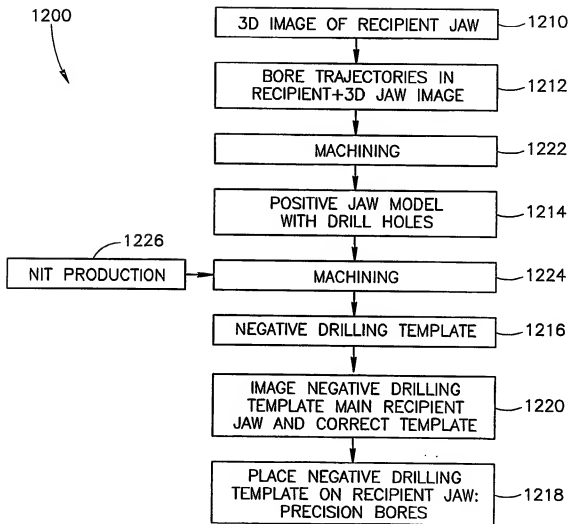 1200
3D IMAGE OF RECIPIENT JAW
1210
BORE TRAJECTORIES IN
RECIPIENT+3D JAW IMAGE
1212
MACHINING
1222
POSITIVE JAW MODEL
WITH DRILL HOLES
1214
1226
NIT PRODUCTION
MACHINING
1224
NEGATIVE DRILLING TEMPLATE
1216
IMAGE NEGATIVE DRILLING
TEMPLATE MAIN RECIPIENT
JAW AND CORRECT TEMPLATE
1220
PLACE NEGATIVE DRILLING
TEMPLATE ON RECIPIENT JAW:
PRECISION BORES
1218